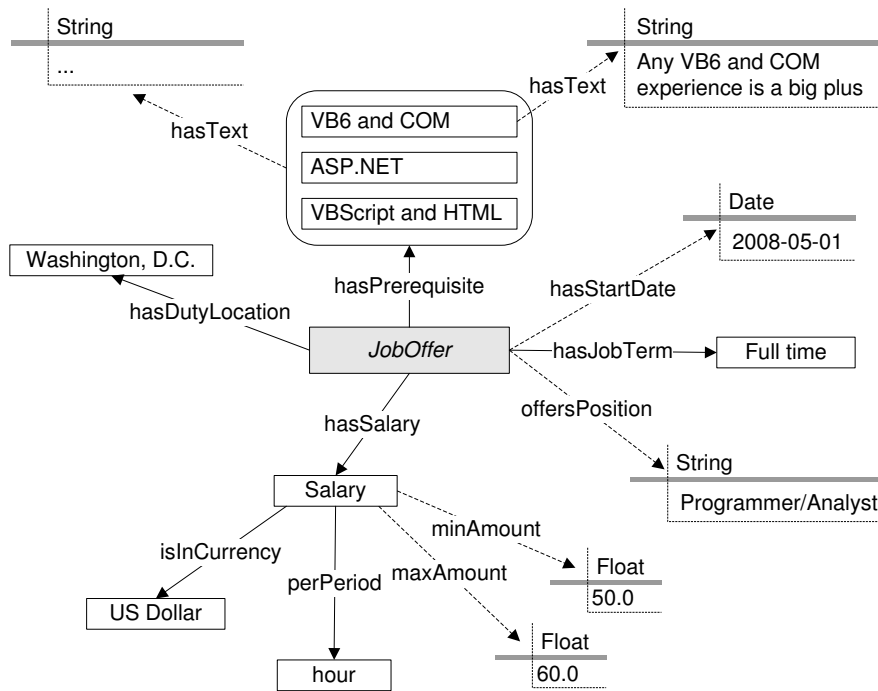 String
...
hasText
VB6 and COM
ASP.NET
VBScript and HTML
hasText
String
Any VB6 and COM
experience is a big plus
Date
2008-05-01
Washington, D.C.
hasDutyLocation
hasPrerequisite
hasStartDate
JobOffer
hasJobTerm
Full time
hasSalary
offersPosition
String
Programmer/Analyst
Salary
isInCurrency
perPeriod
minAmount
maxAmount
US Dollar
hour
Float
50.0
Float
60.0